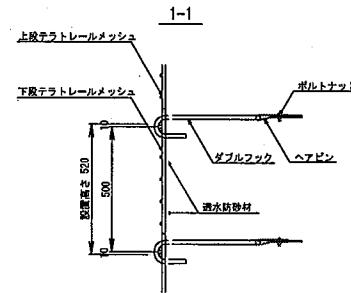 1-1
上段テラトレールメッシュ
ボルトナット
下段テラトレールメッシュ
10
ダブルフック
ヘアピン
設置高さ 520
500
透水防砂材
10